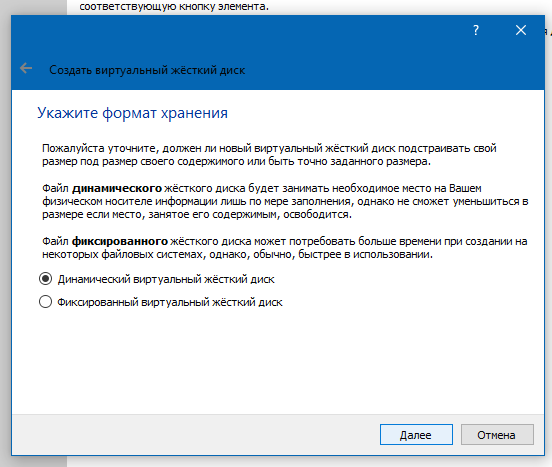 соответствующую кнопку элемента.
?
Создать виртуальный жёсткий диск
Укажите формат хранения
Пожалуйста уточните, должен ли новый виртуальный жёсткий диск подстраивать свой
размер под размер своего содержимого или быть точно заданного размера.
Файл динамического жёсткого диска будет занимать необходимое место на Вашем
физическом носителе информации лишь по мере заполнения, однако не сможет уменьшиться в
размере если место, занятое его содержимым, освободится.
Файл фиксированного жёсткого диска может потребовать больше времени при создании на
некоторых файловых системах, однако, обычно, быстрее в использовании.
Динамический виртуальный жёсткий диск
Фиксированный виртуальный жёсткий диск
Далее
Отмена